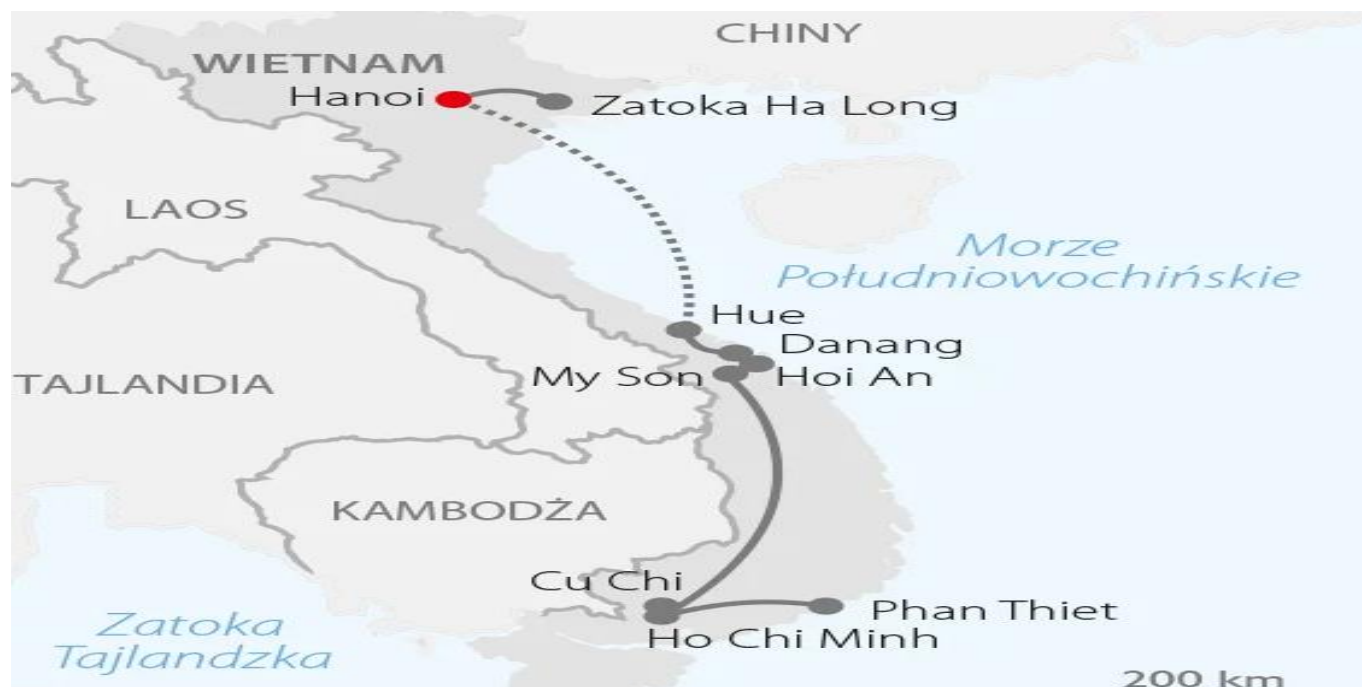 CHINY
WIETNAM
Hanoi
Zatoka Ha Long
LAOS
Morze
Południowochińskie
Hue
Danang
TAJLANDIA
My Son
Hoi An
KAMBODŻA
Cu Chi
Phan Thiet
Zatoka
Tajlandzka
Ho Chi Minh
200 km